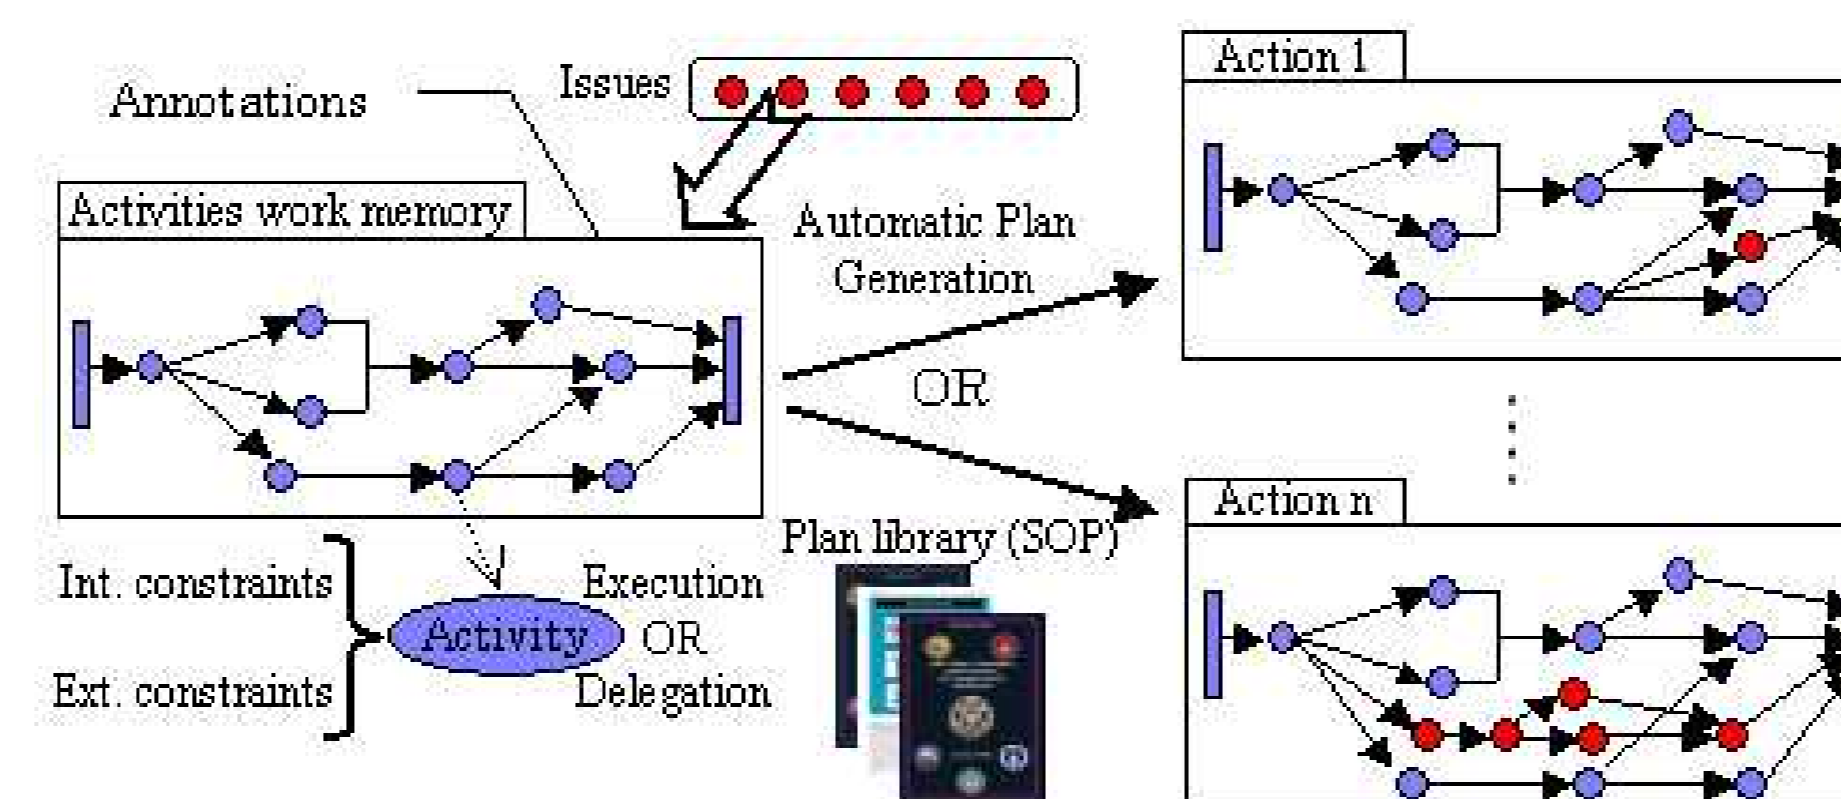 Action 1
Issues
Annotations
Activities work memory
Automatic Plan
Generation
OR
Action n
Plan library (SOP)
Int. constraints
Execution
Activity
OR
Ext. constraints
Delegation